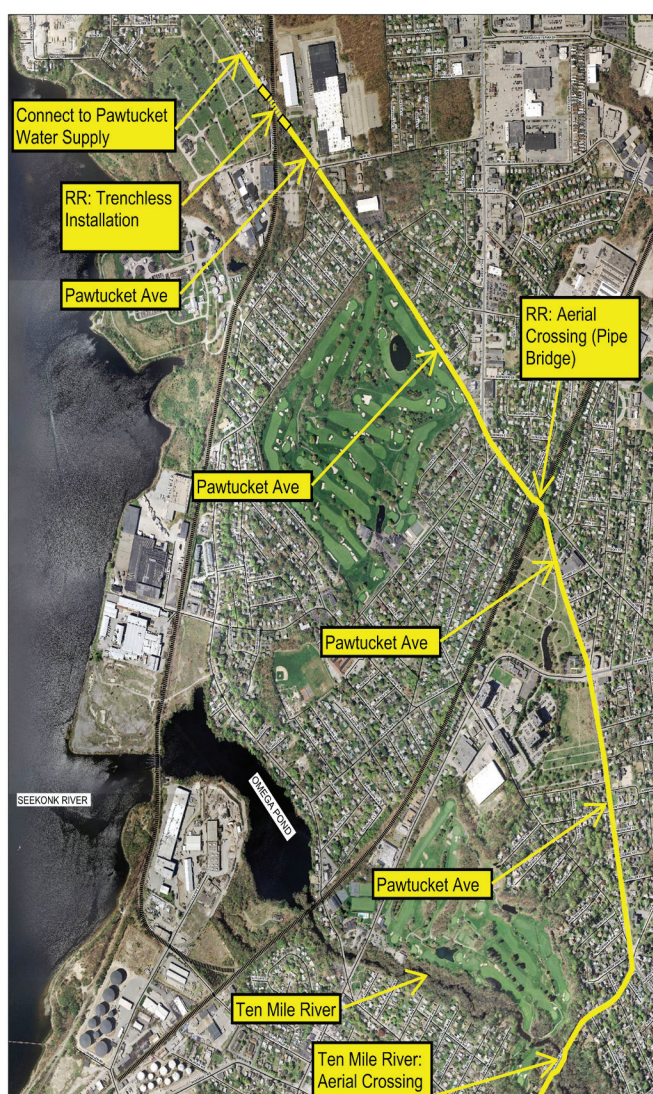 Connect to Pawtucket
Water Supply
RR: Trenchless
Installation
Pawtucket Ave
RR: Aerial
Crossing (Pipe
Bridge)
Pawtucket Ave
Pawtucket Ave
SEEKONK RIVER
OMEGA POND
Pawtucket Ave
Ten Mile River
Ten Mile River:
Aerial Crossing